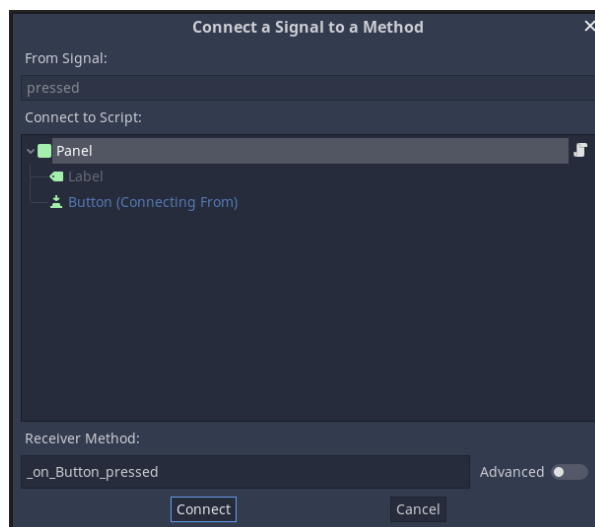 Connect a Signal to a Method
From Signal:
pressed
Connect to Script:
Panel
Label
Button (Connecting From)
Receiver Method:
_on_Button_pressed
Advanced
Connect
Cancel